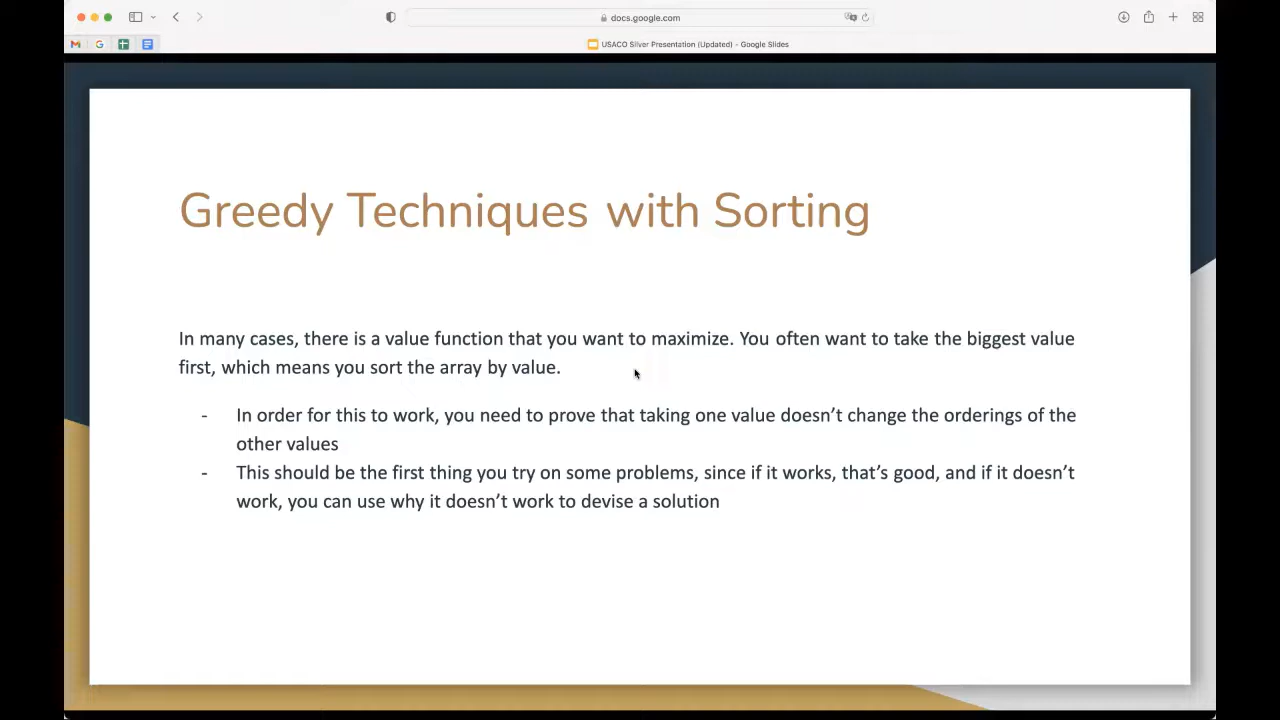 docs.google.com
USACO Silver Presentation (Updated) - Google Slides
Greedy Techniques with Sorting
In many cases, there is a value function that you want to maximize. You often want to take the biggest value
first, which means you sort the array by value.
- In order for this to work, you need to prove that taking one value doesn’t change the orderings of the
other values
- This should be the first thing you try on some problems, since if it works, that’s good, and if it doesn’t
work, you can use why it doesn’t work to devise a solution